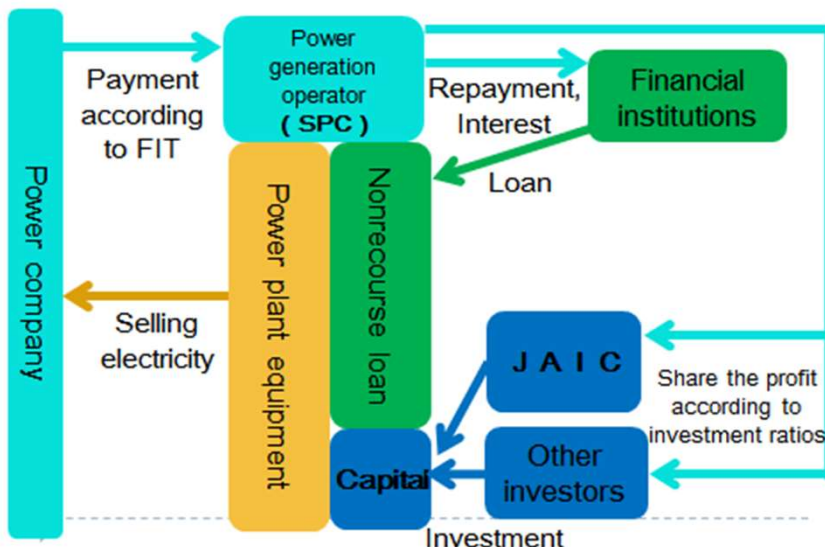 Power company
Payment
according
to FIT
Power
generation
operator
( SPC )
Repayment,
Interest
Financial
institutions
Loan
Power plant equipment
Nonrecourse loan
Selling
electricity
J A I C
Share the profit
according to
investment ratios
Capital
Other
investors
Investment